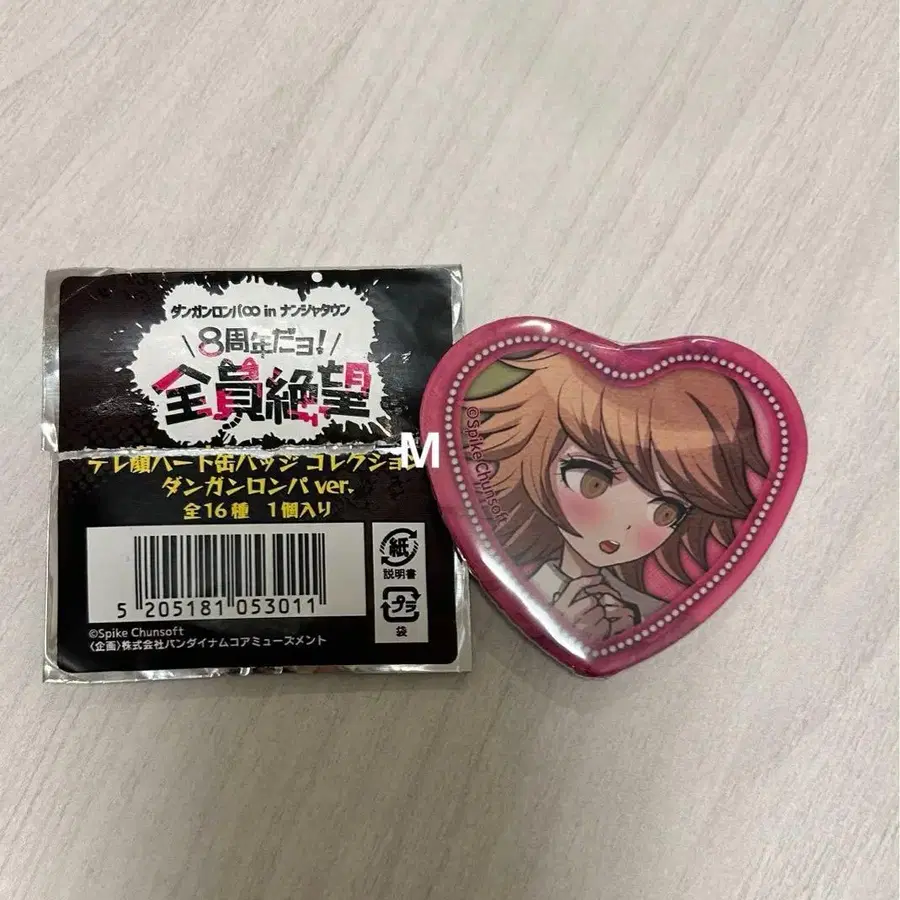 ダンガンロンパ∞ in ナンジャタウン
\8周年だョ!/
全員絶望
テレ顔ハート缶バッジ コレクション
ダンガンロンパ ver.
全16種 1個入り
5 205181 053011
紙
説明書
プラ
袋
©Spike Chunsoft
〈企画〉株式会社バンダイナムコアミューズメント
M
©Spike Chunsoft